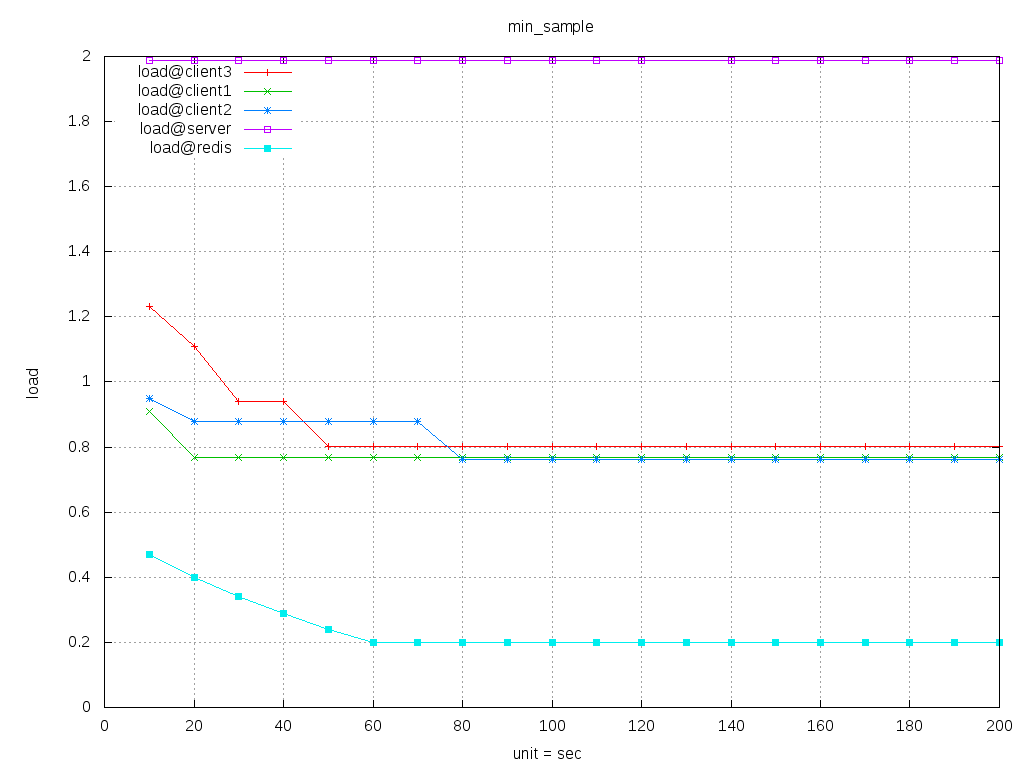 min_sample
load@client3
load@client1
load@client2
load@server
load@redis
2
1.8
1.6
1.4
1.2
1
0.8
0.6
0.4
0.2
0
load
0 20 40 60 80 100 120 140 160 180 200
unit = sec